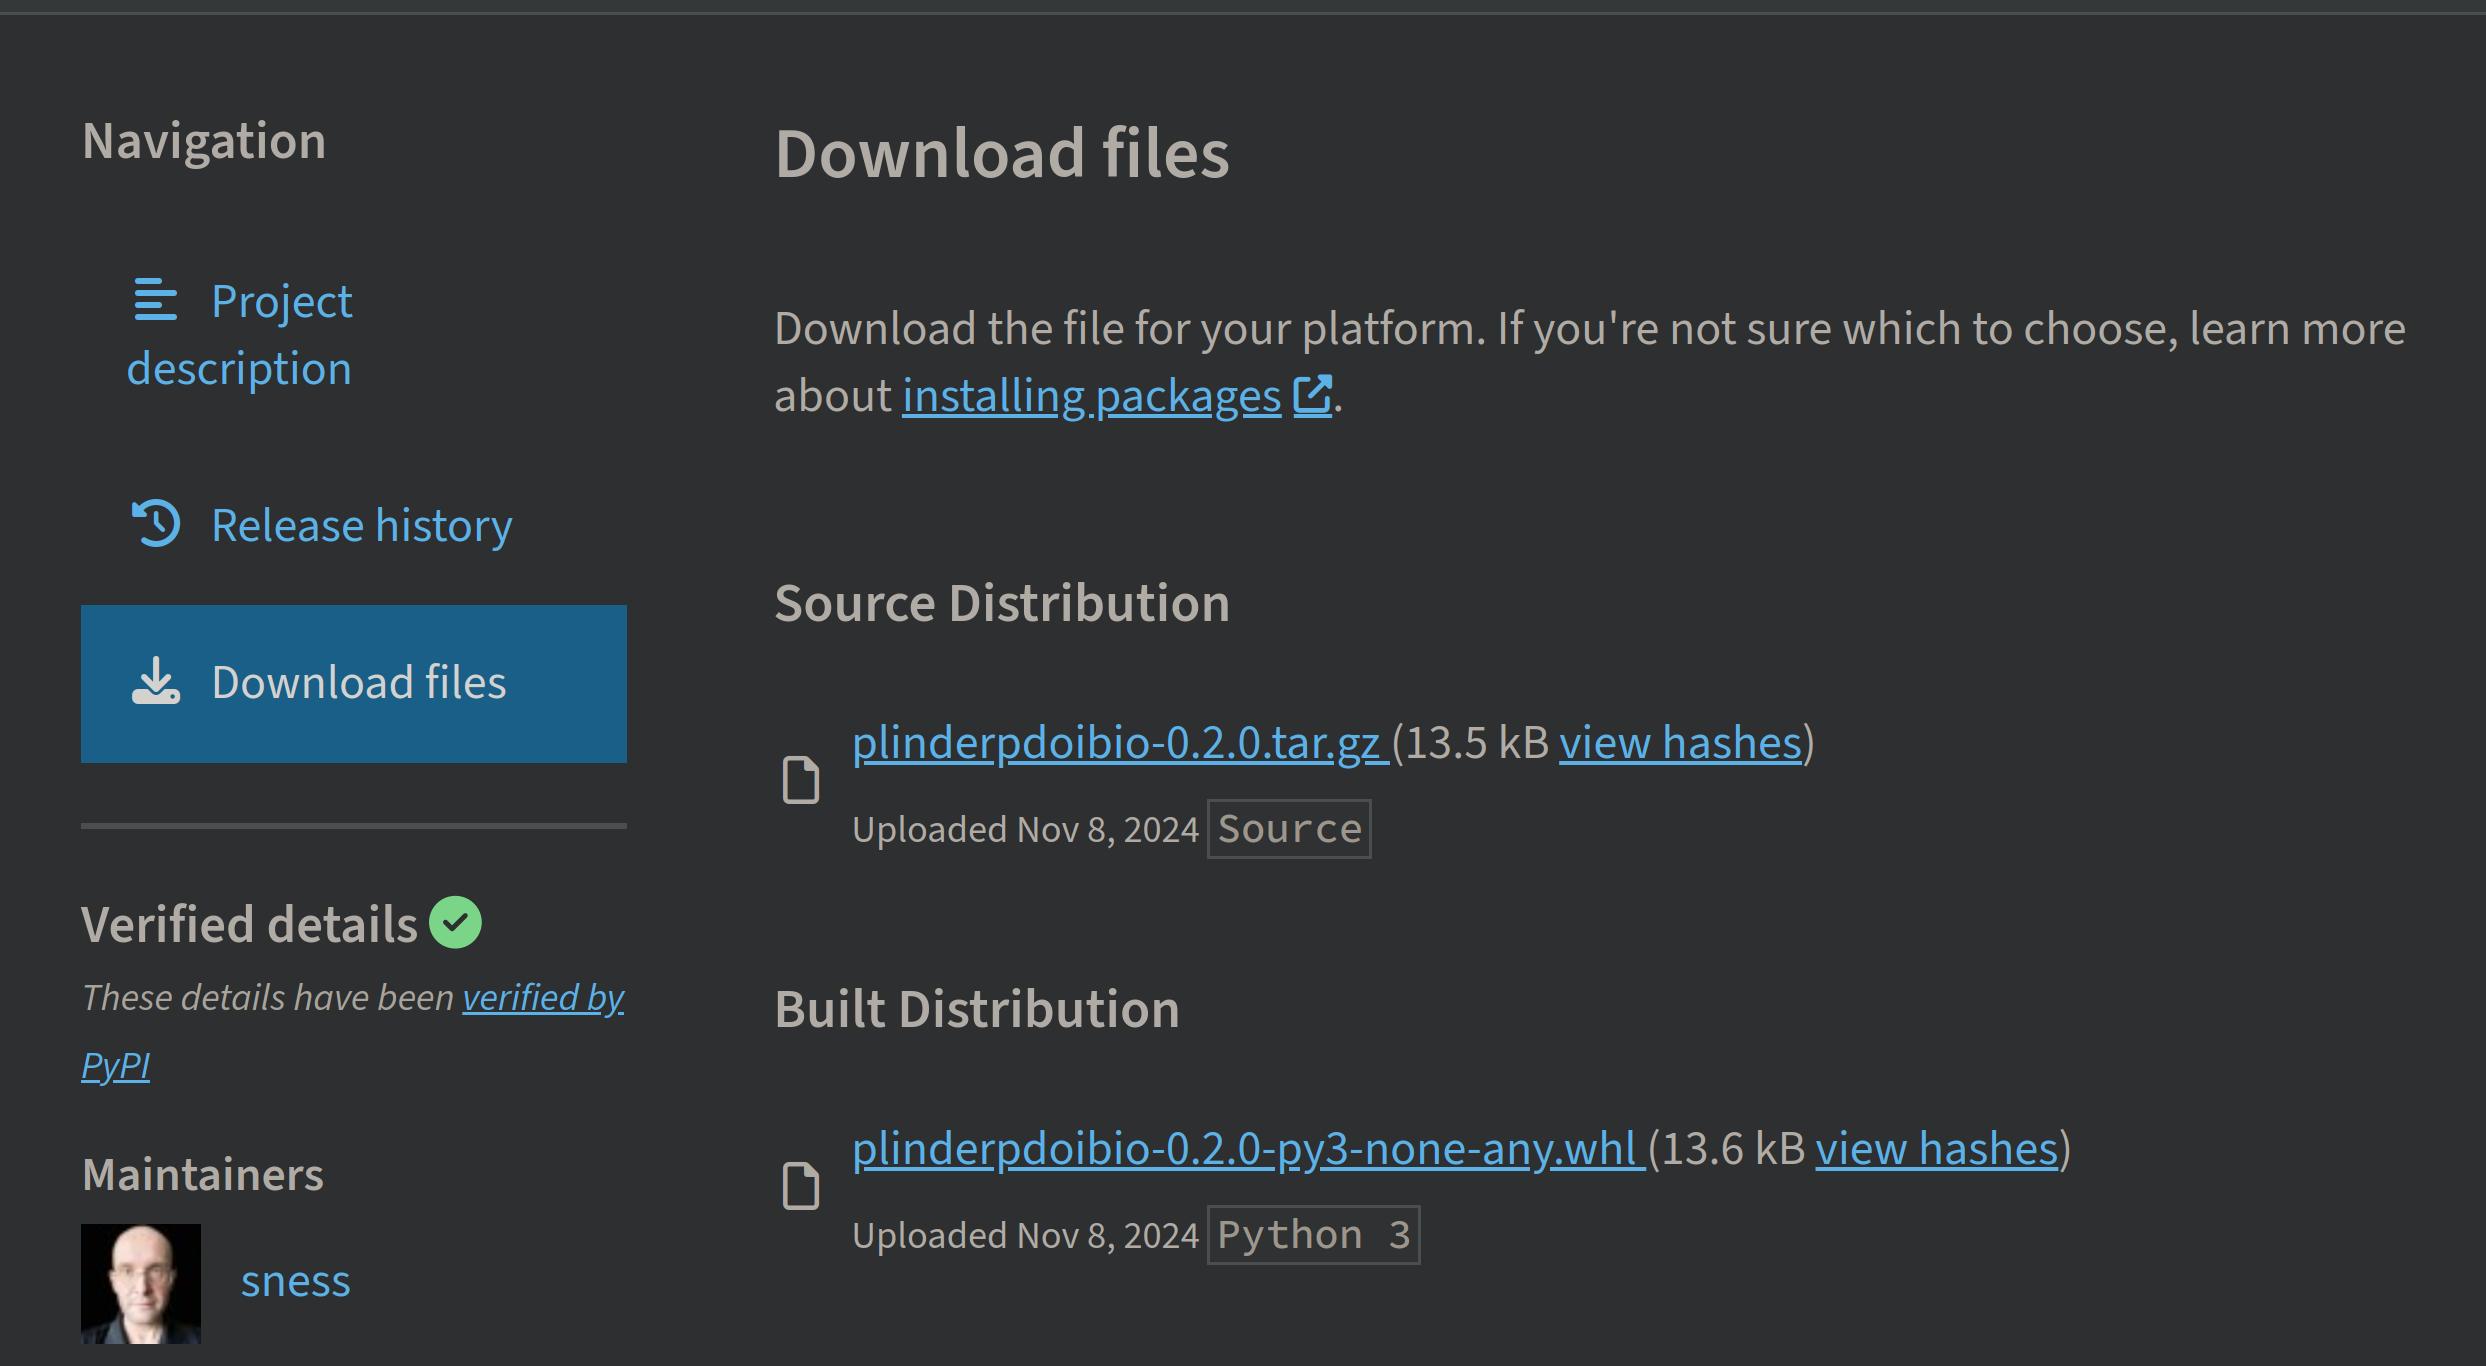 Navigation
Project
description
Release history
Download files
Verified details
These details have been verified by
PyPI
Maintainers
sness
Download files
Download the file for your platform. If you're not sure which to choose, learn more
about installing packages.
Source Distribution
plinderpdoibio-0.2.0.tar.gz (13.5 kB view hashes)
Uploaded Nov 8, 2024 Source
Built Distribution
plinderpdoibio-0.2.0-py3-none-any.whl (13.6 kB view hashes)
Uploaded Nov 8, 2024 Python 3